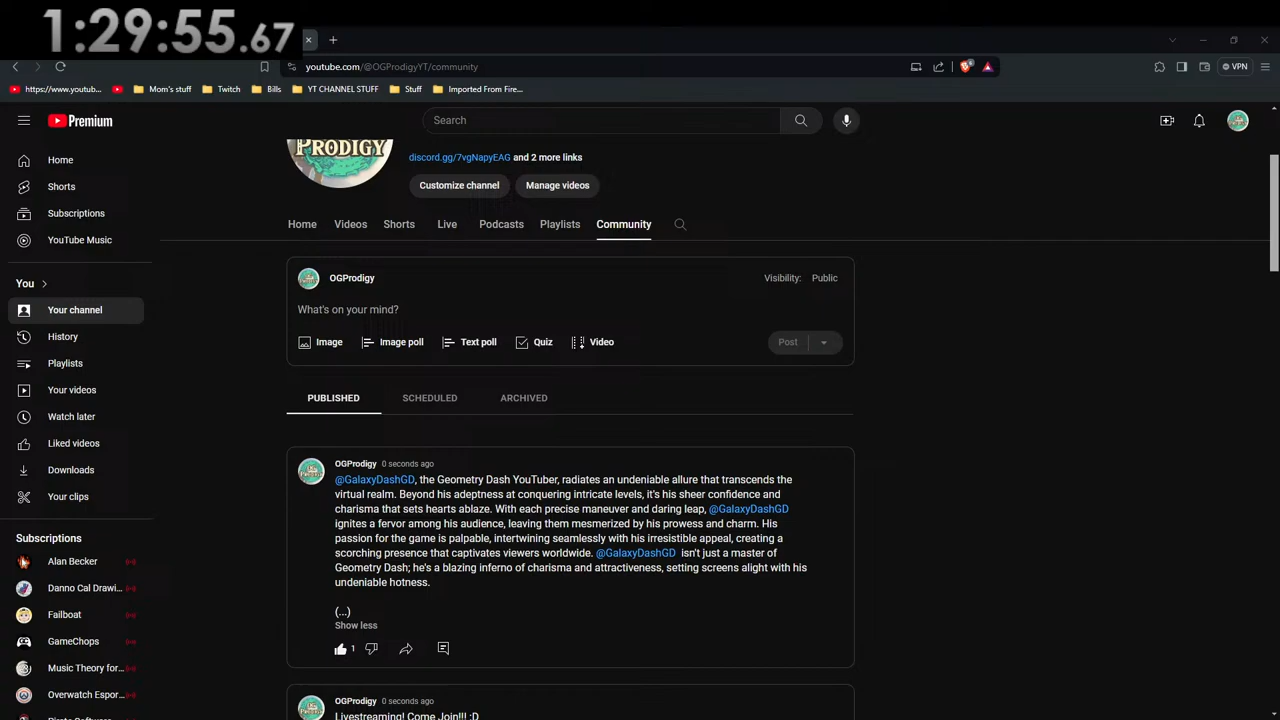 1:29:55.67
youtube.com/@OGProdigyYT/community
VPN
https://www.youtub...
Mom's stuff
Twitch
Bills
YT CHANNEL STUFF
Stuff
Imported From Fire...
Premium
Search
PRODIGY
discord.gg/7vgNapyEAG and 2 more links
Customize channel
Manage videos
Home
Shorts
Subscriptions
YouTube Music
You
Your channel
History
Playlists
Your videos
Watch later
Liked videos
Downloads
Your clips
Subscriptions
Alan Becker
Danno Cal Drawi...
Failboat
GameChops
Music Theory for...
Overwatch Espor...
Pirate Software
Home Videos Shorts Live Podcasts Playlists Community
OGProdigy
Visibility: Public
What's on your mind?
Image
Image poll
Text poll
Quiz
Video
Post
PUBLISHED
SCHEDULED
ARCHIVED
OGProdigy 0 seconds ago
@GalaxyDashGD, the Geometry Dash YouTuber, radiates an undeniable allure that transcends the
virtual realm. Beyond his adeptness at conquering intricate levels, it's his sheer confidence and
charisma that sets hearts ablaze. With each precise maneuver and daring leap, @GalaxyDashGD
ignites a fervor among his audience, leaving them mesmerized by his prowess and charm. His
passion for the game is palpable, intertwining seamlessly with his irresistible appeal, creating a
scorching presence that captivates viewers worldwide. @GalaxyDashGD isn't just a master of
Geometry Dash; he's a blazing inferno of charisma and attractiveness, setting screens alight with his
undeniable hotness.
(...)
Show less
1
OGProdigy 0 seconds ago
Livestreaming! Come Join!!! :D